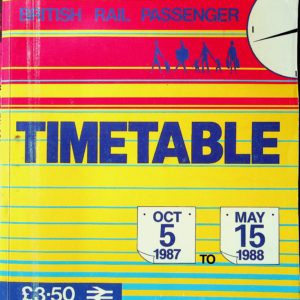 BRITISH RAIL PASSENGER
TIMETABLE
OCT
5
1987
TO
MAY
15
1988
£3·50